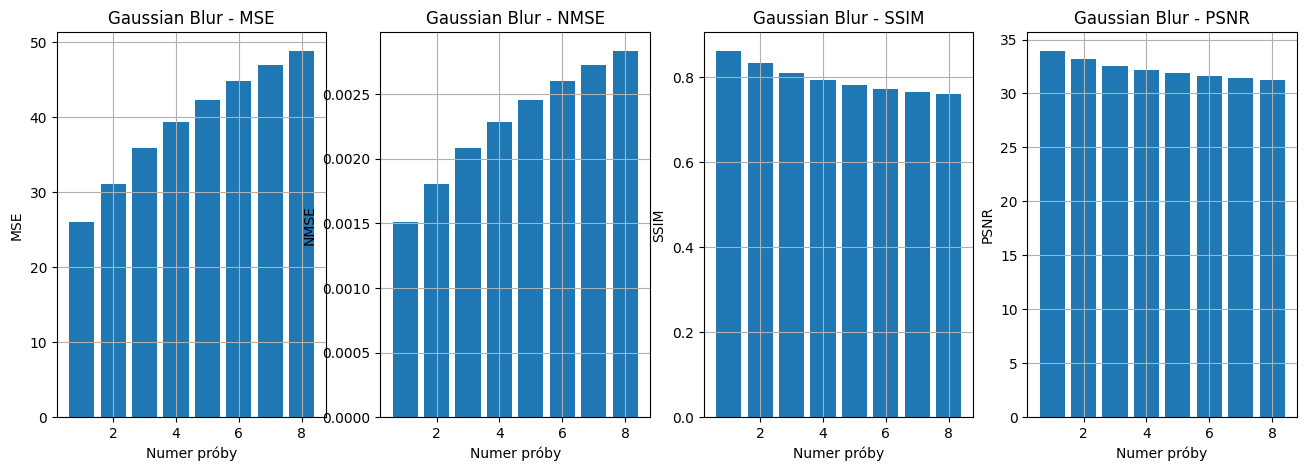 Gaussian Blur - MSE
50
40
30
20
10
0
MSE
2 4 6 8
Numer próby
Gaussian Blur - NMSE
0.0025
0.0020
0.0015
0.0010
0.0005
0.0000
NMSE
2 4 6 8
Numer próby
Gaussian Blur - SSIM
0.8
0.6
0.4
0.2
0.0
SSIM
2 4 6 8
Numer próby
Gaussian Blur - PSNR
35
30
25
20
15
10
5
0
PSNR
2 4 6 8
Numer próby